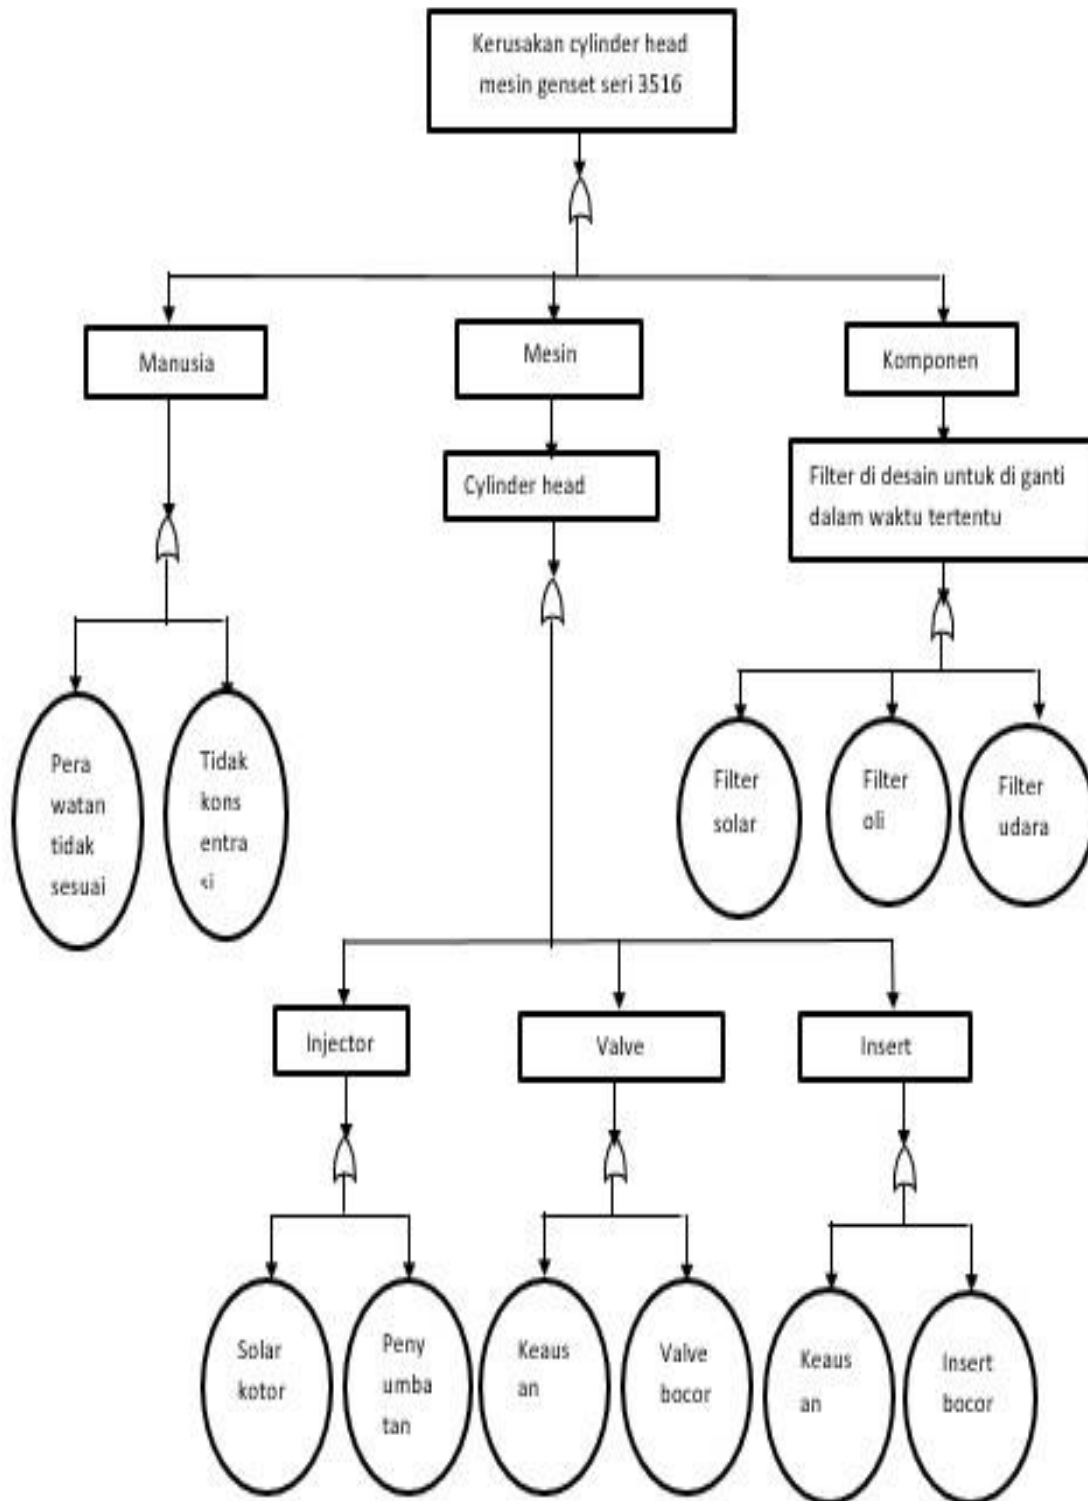 Kerusakan cylinder head
mesin genset seri 3516
Manusia
Mesin
Komponen
Cylinder head
Filter di desain untuk di ganti
dalam waktu tertentu
Pera
watan
tidak
sesuai
Tidak
kons
entra
si
Filter
solar
Filter
oli
Filter
udara
Injector
Valve
Insert
Solar
kotor
Peny
umba
tan
Keaus
an
Valve
bocor
Keaus
an
Insert
bocor